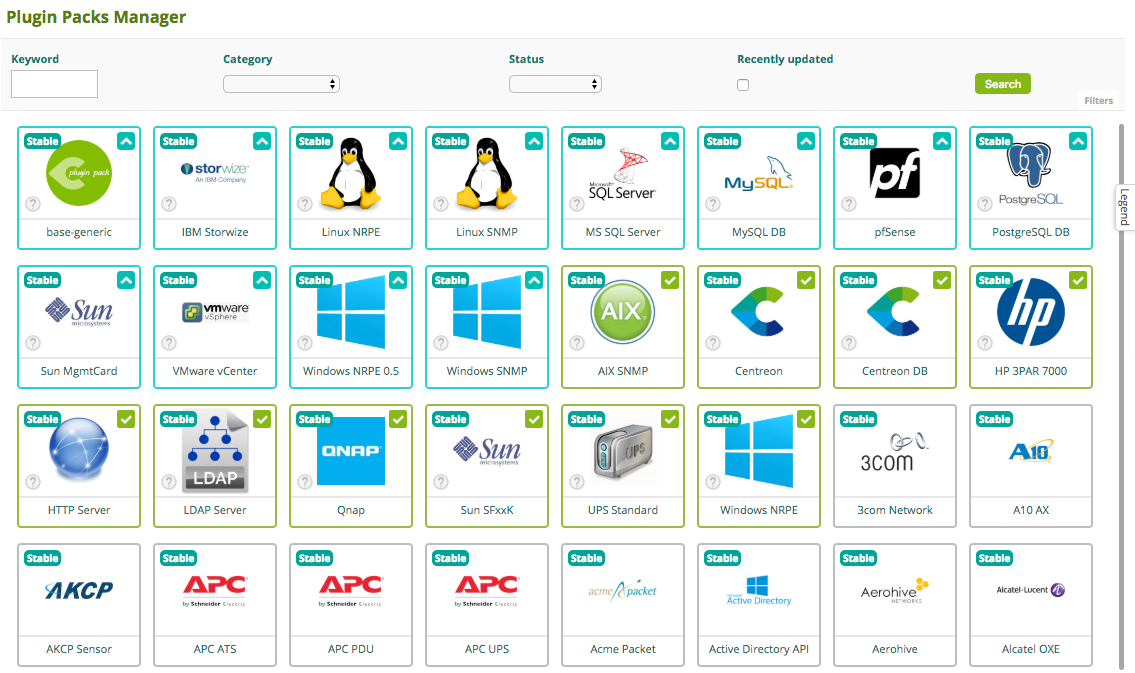 Plugin Packs Manager
Keyword Category Status Recently updated
Search
Filters
Stable Stable Stable Stable Stable Stable Stable Stable
plugin pack storwize An IBM Company Microsoft SQL Server MySQL pf PostgreSQL
? ? ? ? ? ? ? ?
base-generic IBM Storwize Linux NRPE Linux SNMP MS SQL Server MySQL DB pfSense PostgreSQL DB
Legend
Stable Stable Stable Stable Stable Stable Stable Stable
Sun microsystems vmware vSphere AIX hp
? ? ? ? ? ? ? ?
Sun MgmtCard VMware vCenter Windows NRPE 0.5 Windows SNMP AIX SNMP Centreon Centreon DB HP 3PAR 7000
Stable Stable Stable Stable Stable Stable Stable Stable
LDAP QNAP Sun microsystems UPS 3COM A10
? ? ? ? ? ?
HTTP Server LDAP Server Qnap Sun SFxxK UPS Standard Windows NRPE 3com Network A10 AX
Stable Stable Stable Stable Stable Stable Stable Stable
AKCP APC by Schneider Electric APC by Schneider Electric APC by Schneider Electric acme packet Microsoft Active Directory Aerohive NETWORKS Alcatel-Lucent
AKCP Sensor APC ATS APC PDU APC UPS Acme Packet Active Directory API Aerohive Alcatel OXE